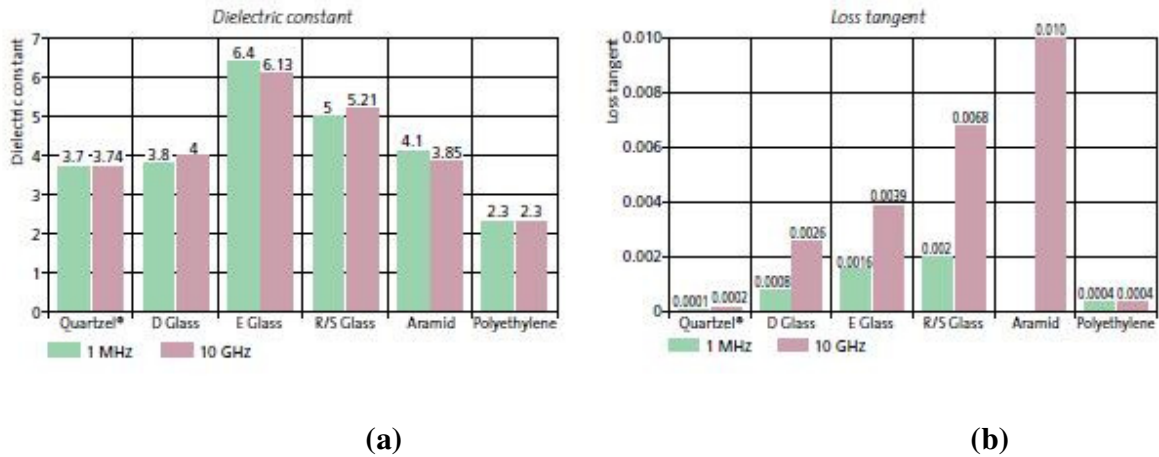 Dielectric constant
Dielectric constant
7
6
5
4
3
2
1
0
3.7 3.74
3.8 4
6.4 6.13
5 5.21
4.1 3.85
2.3 2.3
Quartzel® D Glass E Glass R/S Glass Aramid Polyethylene
1 MHz 10 GHz
(a)
Loss tangent
Loss tangent
0.010
0.008
0.006
0.004
0.002
0
0.0001 0.0002
0.0008 0.0026
0.0016 0.0039
0.002 0.0068
0.010
0.0004 0.0004
Quartzel® D Glass E Glass R/S Glass Aramid Polyethylene
1 MHz 10 GHz
(b)